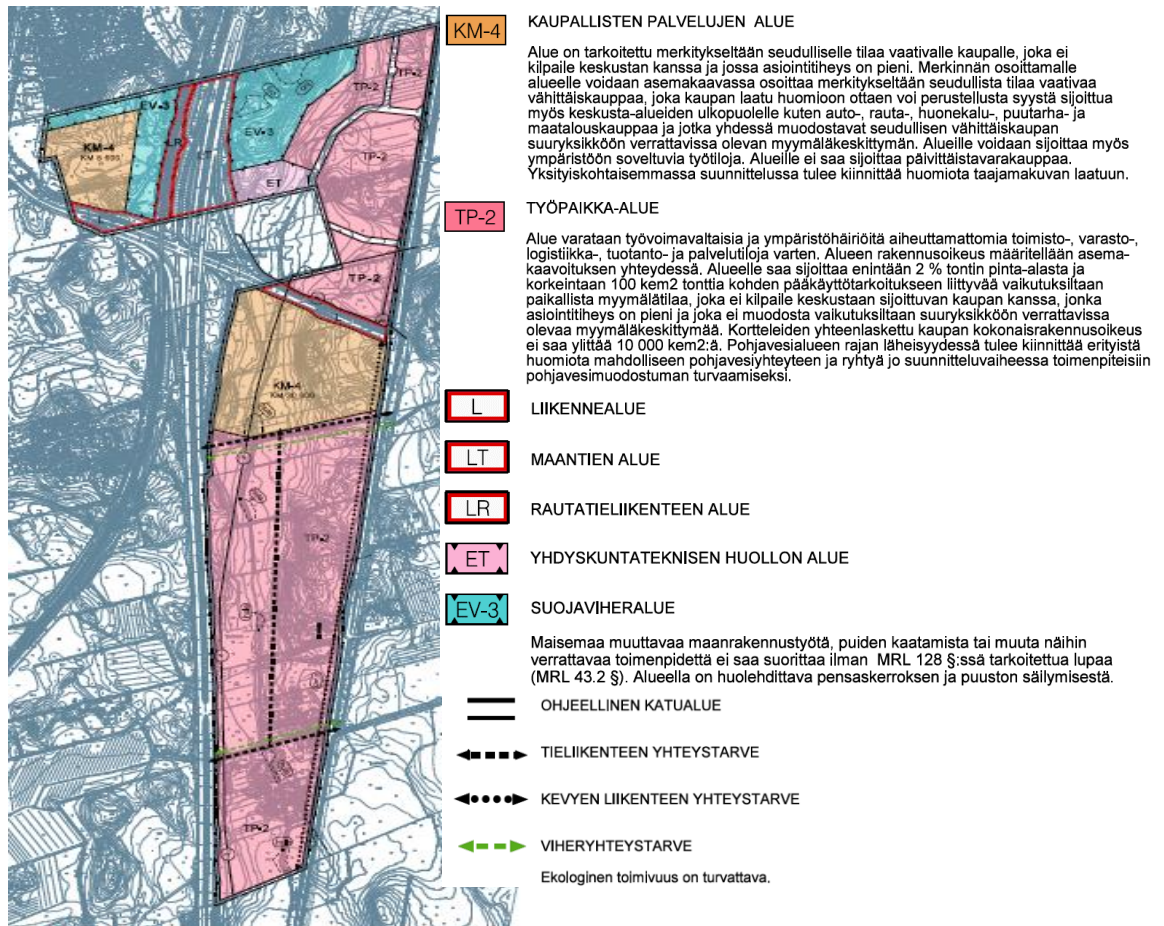 KM-4
KAUPALLISTEN PALVELUJEN ALUE
Alue on tarkoitettu merkitykseltään seudulliselle tilaa vaativalle kaupalle, joka ei
kilpaile keskustan kanssa ja jossa asiointitiheys on pieni. Merkinnän osoittamalle
alueelle voidaan asemakaavassa osoittaa merkitykseltään seudullista tilaa vaativaa
vähittäiskauppaa, joka kaupan laatu huomioon ottaen voi perustellusta syystä sijoittua
myös keskusta-alueiden ulkopuolelle kuten auto-, rauta-, huonekalu-, puutarha- ja
maatalouskauppa ja jotka yhdessä muodostavat seudullisen vähittäiskaupan
suuryksikköön verrattavissa olevan myymäläkeskittymän. Alueille voidaan sijoittaa myös
ympäristöön soveltuvia työtiloja. Alueille ei saa sijoittaa päivittäistavarakauppaa.
Yksityiskohtaisemmassa suunnittelussa tulee kiinnittää huomiota taajamakuvan laatuun.
TP-2
TYÖPAIKKA-ALUE
Alue varataan työvoimavaltaisia ja ympäristöhäiriöitä aiheuttamattomia toimisto-, varasto-,
logistiikka-, tuotanto- ja palvelutiloja varten. Alueen rakennusoikeus määritellään asema-
kaavoituksen yhteydessä. Alueelle saa sijoittaa enintään 2 % tontin pinta-alasta ja
korkeintaan 100 kem2 tonttia kohden pääkäyttötarkoitukseen liittyvää vaikutuksiltaan
paikallista myymälätilaa, joka ei kilpaile keskustaan sijoittuvan kaupan kanssa, jonka
asiointitiheys on pieni ja joka ei muodosta vaikutuksiltaan suuryksikköön verrattavissa
olevaa myymäläkeskittymää. Kortteleiden yhteenlaskettu kaupan kokonaisrakennusoikeus
ei saa ylittää 10 000 kem2:ä. Pohjavesialueen rajan läheisyydessä tulee kiinnittää erityistä
huomiota mahdolliseen pohjavesiyhteyteen ja ryhtyä jo suunnitteluvaiheessa toimenpiteisiin
pohjavesimuodostuman turvaamiseksi.
L
LIIKENNEALUE
LT
MAANTIEN ALUE
LR
RAUTATIELIIKENTEEN ALUE
ET
YHDYSKUNTATEKNISEN HUOLLON ALUE
EV-3
SUOJAVIHERALUE
Maisemaa muuttavaa maanrakennustyötä, puiden kaatamista tai muuta näihin
verrattavaa toimenpidettä ei saa suorittaa ilman MRL 128 §:ssä tarkoitettua lupaa
(MRL 43.2 §). Alueella on huolehdittava pensaskerroksen ja puuston säilymisestä.
OHJEELLINEN KATUALUE
TIELIIKENTEEN YHTEYSTARVE
KEVYEN LIIKENTEEN YHTEYSTARVE
VIHERYHTEYSTARVE
Ekologinen toimivuus on turvattava.
TP-2
TP-2
EV-3
EV-3
TP-2
LR
LT
KM-4
ET
L
TP-2
L
KM-4
TP-2
TP-2